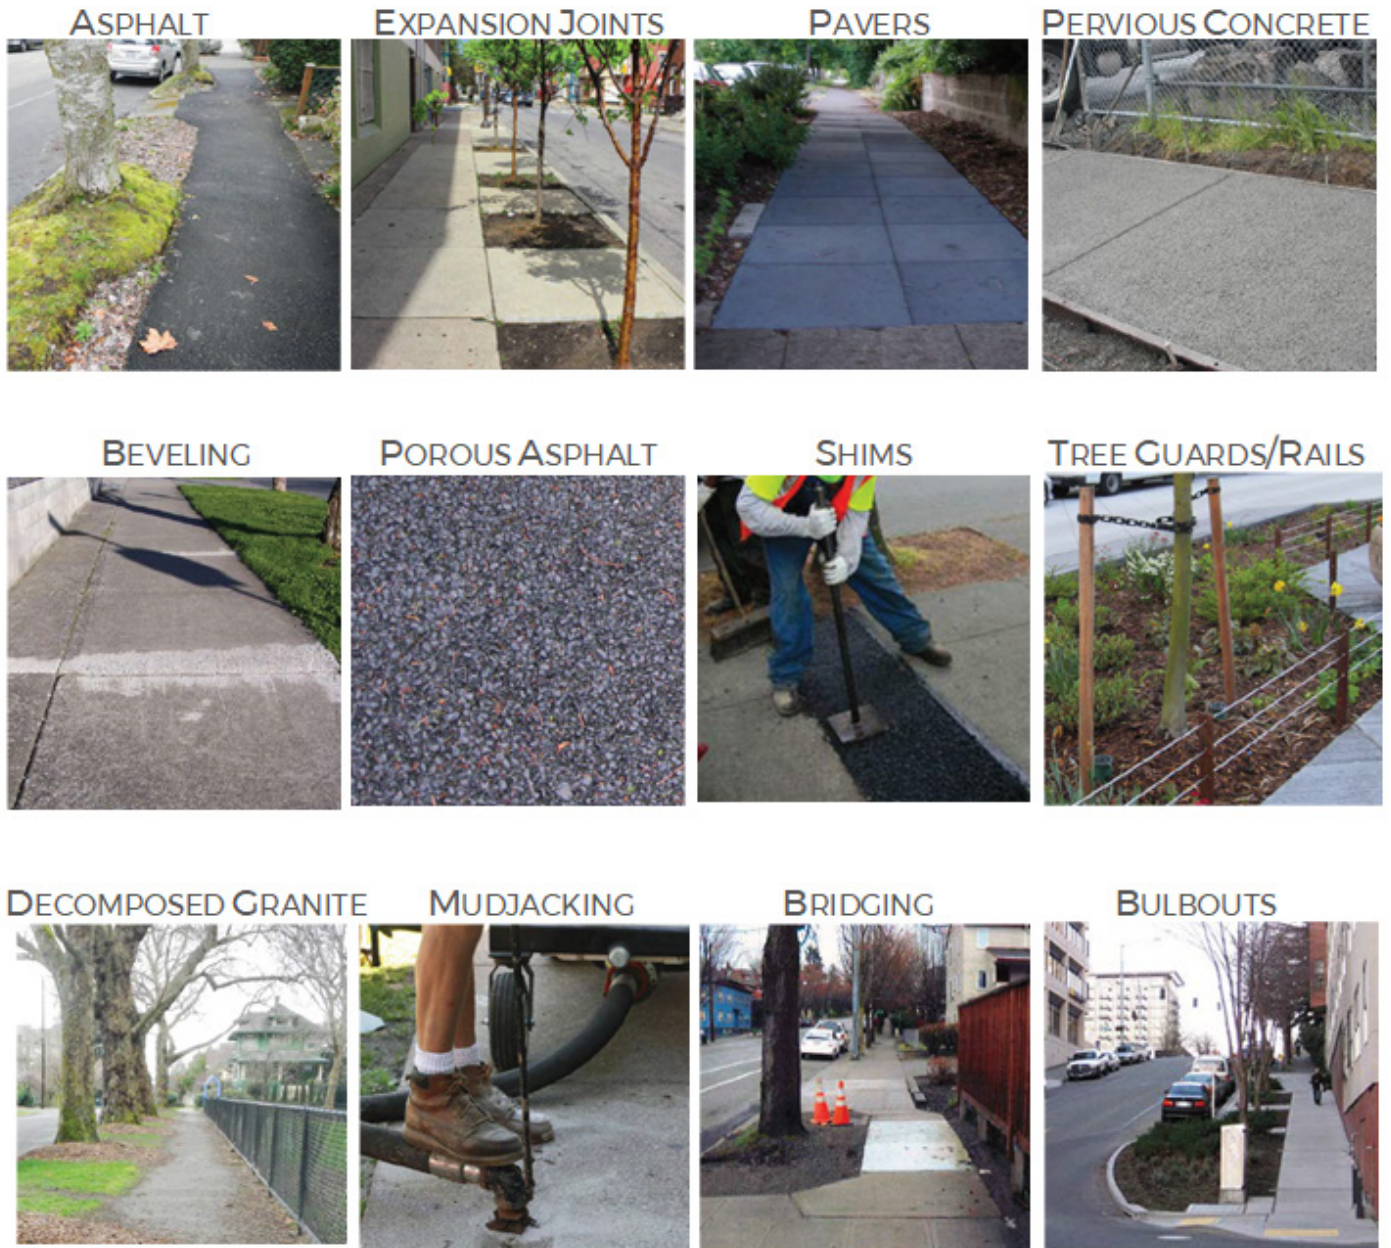 ASPHALT
EXPANSION JOINTS
PAVERS
PERVIOUS CONCRETE
BEVELING
POROUS ASPHALT
SHIMS
TREE GUARDS/RAILS
DECOMPOSED GRANITE
MUDJACKING
BRIDGING
BULBOUTS